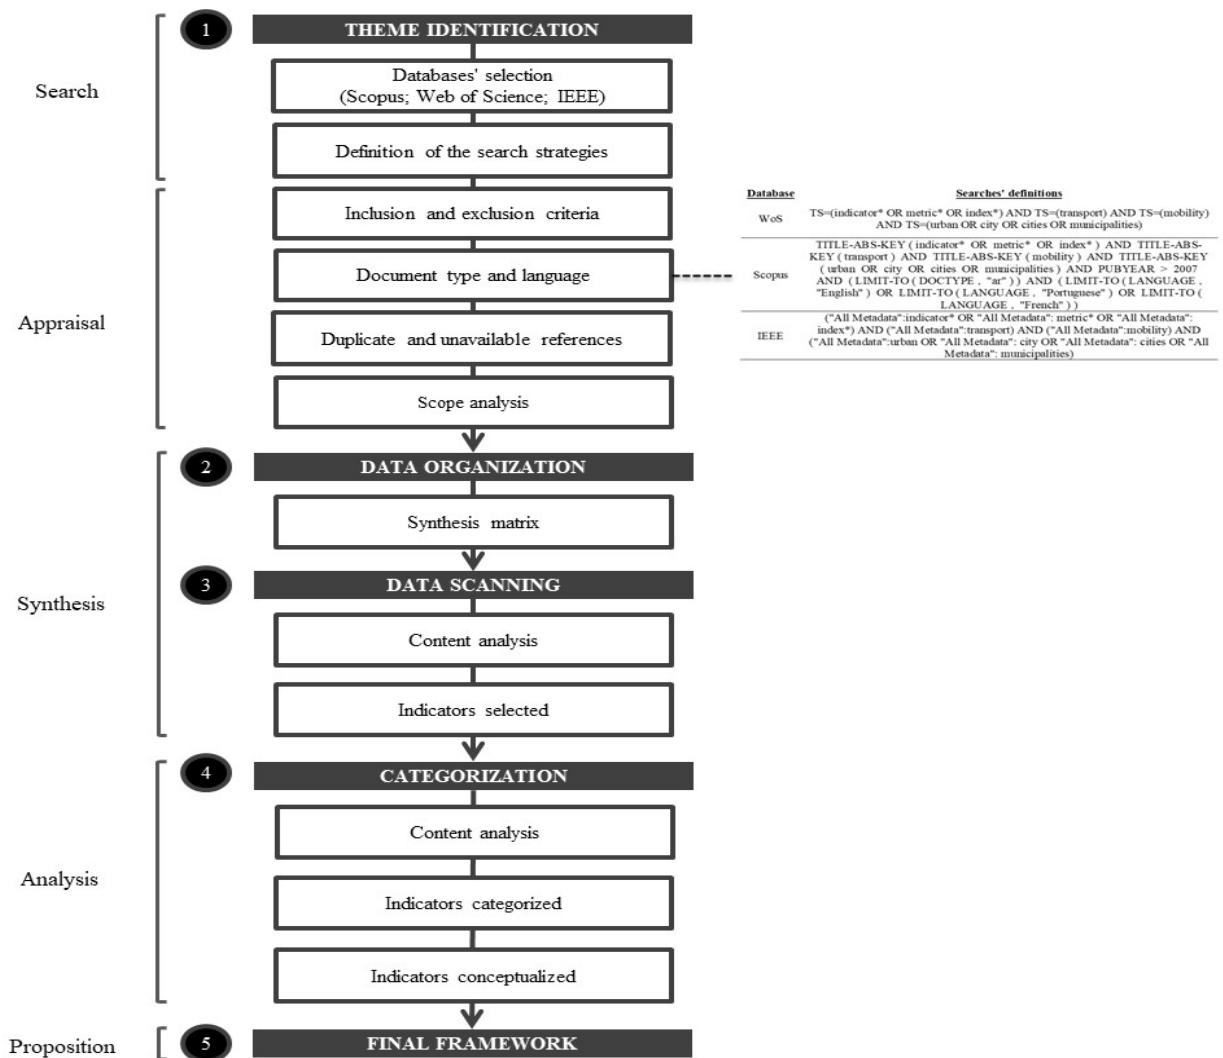 1
THEME IDENTIFICATION
Search
Databases' selection
(Scopus; Web of Science; IEEE)
Definition of the search strategies
Appraisal
Inclusion and exclusion criteria
Document type and language
Duplicate and unavailable references
Scope analysis
Database Searches' definitions
WoS
TS=(indicator* OR metric* OR index*) AND TS=(transport) AND TS=(mobility)
AND TS=(urban OR city OR cities OR municipalities)
Scopus
TITLE-ABS-KEY ( indicator* OR metric* OR index* ) AND TITLE-ABS-
KEY ( transport ) AND TITLE-ABS-KEY ( mobility ) AND TITLE-ABS-KEY
( urban OR city OR cities OR municipalities ) AND PUBYEAR > 2007
AND ( LIMIT-TO ( DOCTYPE , "ar" ) ) AND ( LIMIT-TO ( LANGUAGE ,
"English" ) OR LIMIT-TO ( LANGUAGE , "Portuguese" ) OR LIMIT-TO (
LANGUAGE , "French" ) )
IEEE
("All Metadata":indicator* OR "All Metadata": metric* OR "All Metadata":
index*) AND ("All Metadata":transport) AND ("All Metadata":mobility) AND
("All Metadata":urban OR "All Metadata": city OR "All Metadata": cities OR "All
Metadata": municipalities)
2
DATA ORGANIZATION
Synthesis
Synthesis matrix
3
DATA SCANNING
Content analysis
Indicators selected
4
CATEGORIZATION
Analysis
Content analysis
Indicators categorized
Indicators conceptualized
Proposition
5
FINAL FRAMEWORK